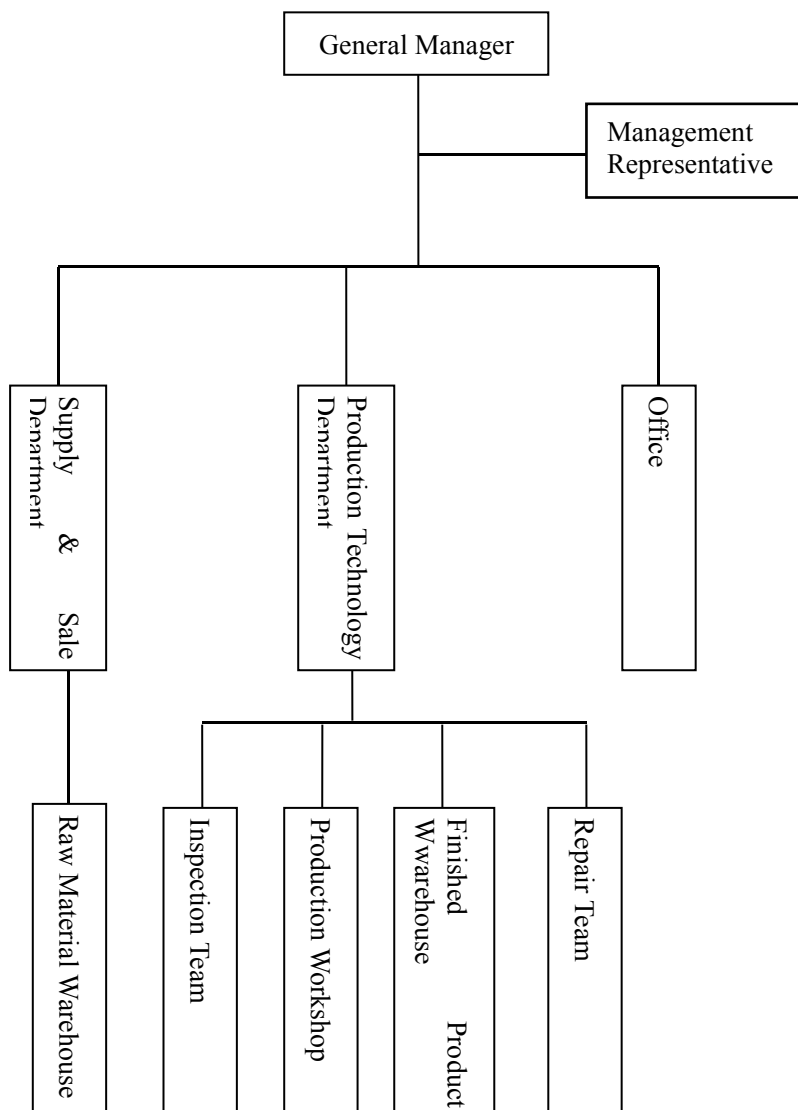 General Manager
Management
Representative
Supply & Sale
Department
Production Technology
Department
Office
Raw Material Warehouse
Inspection Team
Production Workshop
Finished Product
Wwarehouse
Repair Team